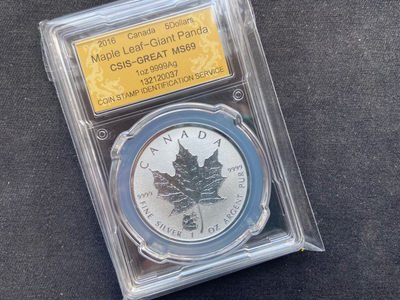 2016 Canada 5Dollars
Maple Leaf-Giant Panda
CSIS-GREAT MS69
1oz 9999Ag
132120037
COIN STAMP IDENTIFICATION SERVICE
CANADA
9999 9999
FINE SILVER 1 OZ ARGENT PUR